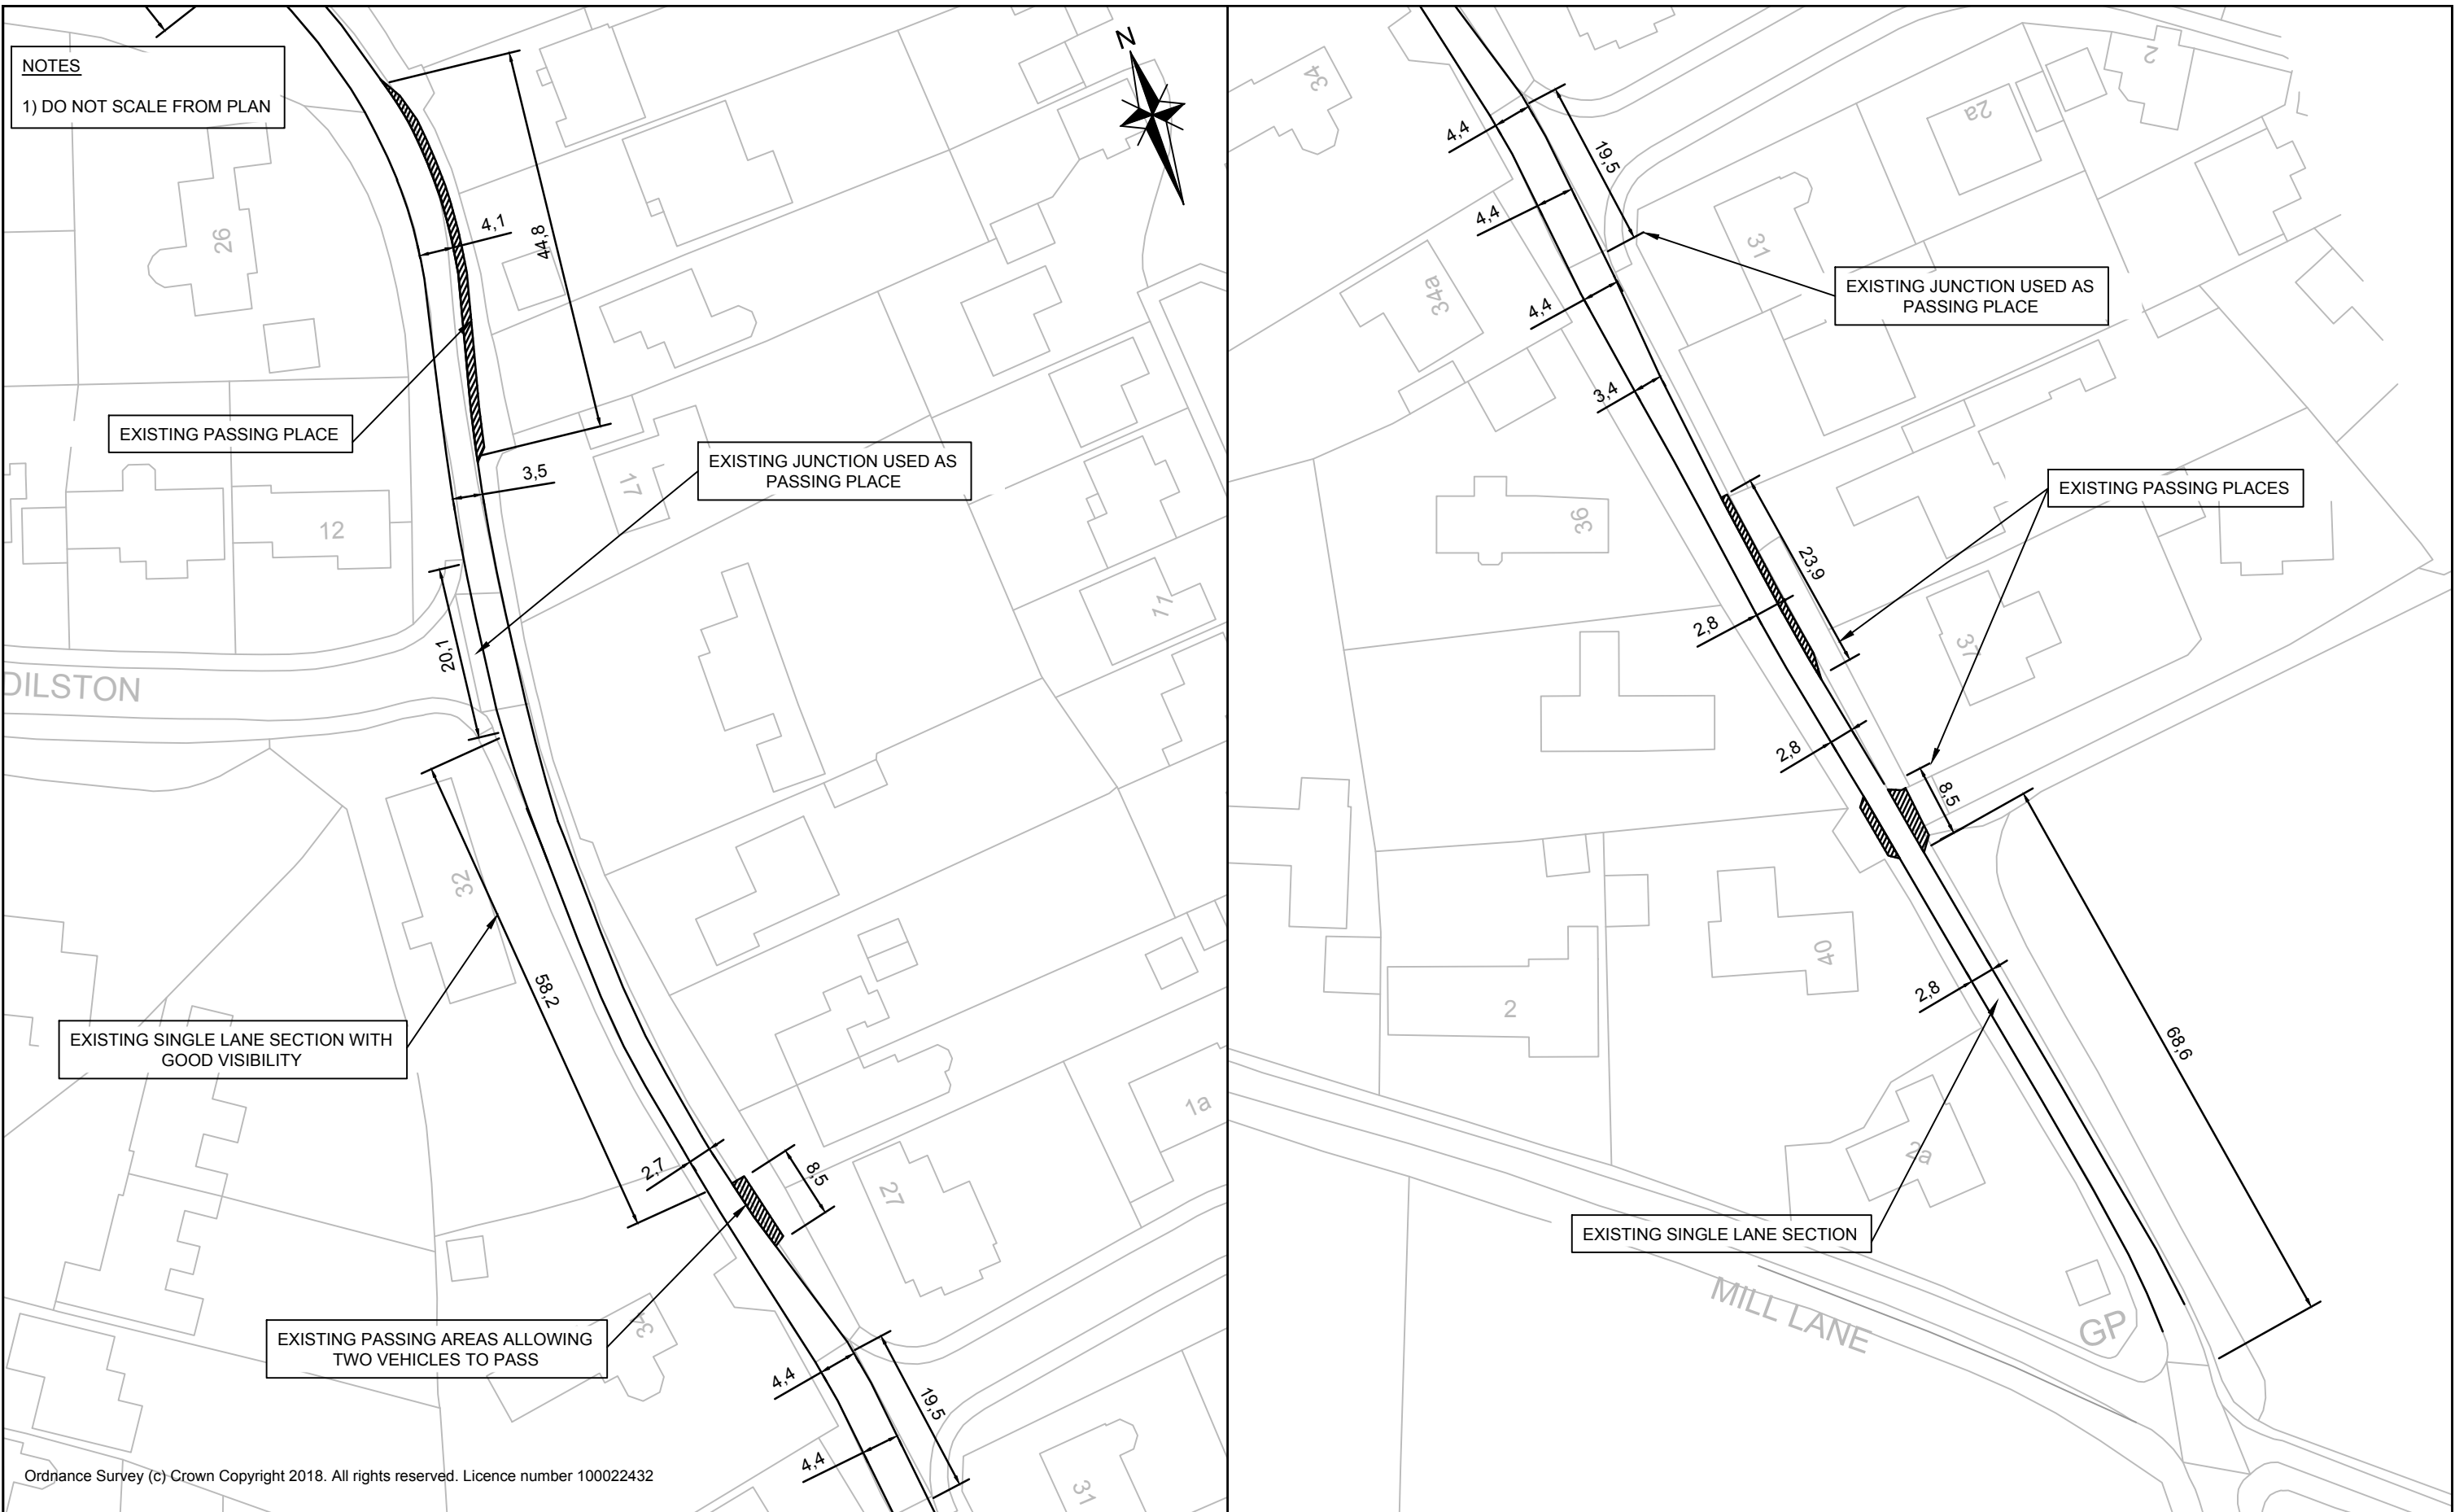 NOTES
1) DO NOT SCALE FROM PLAN
N
26
4,1
44,8
EXISTING PASSING PLACE
3,5
17
EXISTING JUNCTION USED AS
PASSING PLACE
12
11
20,1
DILSTON
32
58,2
EXISTING SINGLE LANE SECTION WITH
GOOD VISIBILITY
1a
2,7
8,5
27
EXISTING PASSING AREAS ALLOWING
TWO VEHICLES TO PASS
34
4,4
19,5
4,4
31
Ordnance Survey (c) Crown Copyright 2018. All rights reserved. Licence number 100022432
34
2
2a
4,4
19,5
4,4
31
34a
EXISTING JUNCTION USED AS
PASSING PLACE
4,4
3,4
EXISTING PASSING PLACES
36
23,9
2,8
37
2,8
8,5
40
2
2,8
68,6
2a
EXISTING SINGLE LANE SECTION
MILL LANE
GP